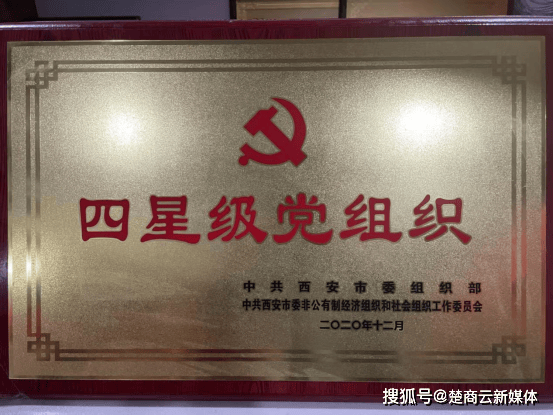 四星级党组织
中共西安市委组织部
中共西安市委非公有制经济组织和社会组织工作委员会
二〇二〇年十二月
搜狐号@楚商云新媒体